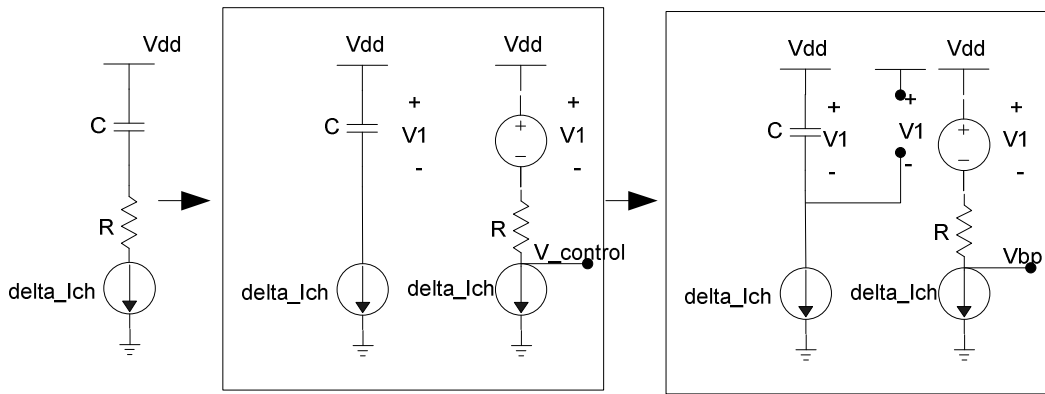 Vdd
C
R
delta_Ich
Vdd
C
+
V1
-
delta_Ich
Vdd
+
−
+
V1
-
R
V_control
delta_Ich
Vdd
C
+
V1
-
delta_Ich
+
V1
-
Vdd
+
−
+
V1
-
R
Vbp
delta_Ich